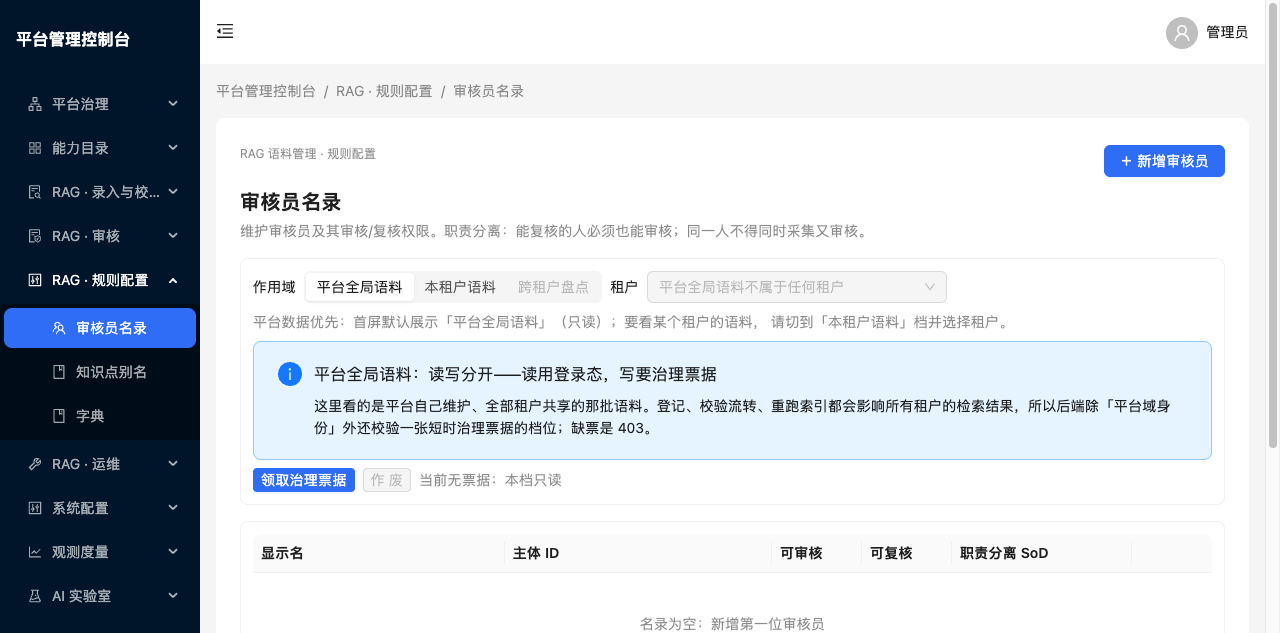 平台管理控制台
管理员
平台治理
能力目录
RAG · 录入与校...
RAG · 审核
RAG · 规则配置
审核员名录
知识点别名
字典
RAG · 运维
系统配置
观测度量
AI 实验室
平台管理控制台 / RAG · 规则配置 / 审核员名录
RAG 语料管理 · 规则配置
+ 新增审核员
审核员名录
维护审核员及其审核/复核权限。职责分离：能复核的人必须也能审核；同一人不得同时采集又审核。
作用域 平台全局语料 本租户语料 跨租户盘点 租户 平台全局语料不属于任何租户
平台数据优先：首屏默认展示「平台全局语料」（只读）；要看某个租户的语料， 请切到「本租户语料」档并选择租户。
平台全局语料：读写分开——读用登录态，写要治理票据
这里看的是平台自己维护、全部租户共享的那批语料。登记、校验流转、重跑索引都会影响所有租户的检索结果，所以后端除「平台域身
份」外还校验一张短时治理票据的档位；缺票是 403。
领取治理票据 作 废 当前无票据：本档只读
显示名 主体 ID 可审核 可复核 职责分离 SoD
名录为空：新增第一位审核员